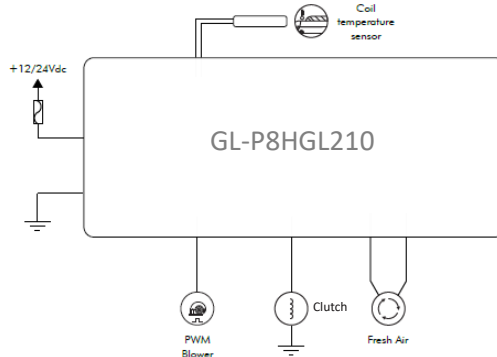 Coil
temperature
sensor
+12/24Vdc
GL-P8HGL210
Clutch
PWM
Blower
Fresh Air